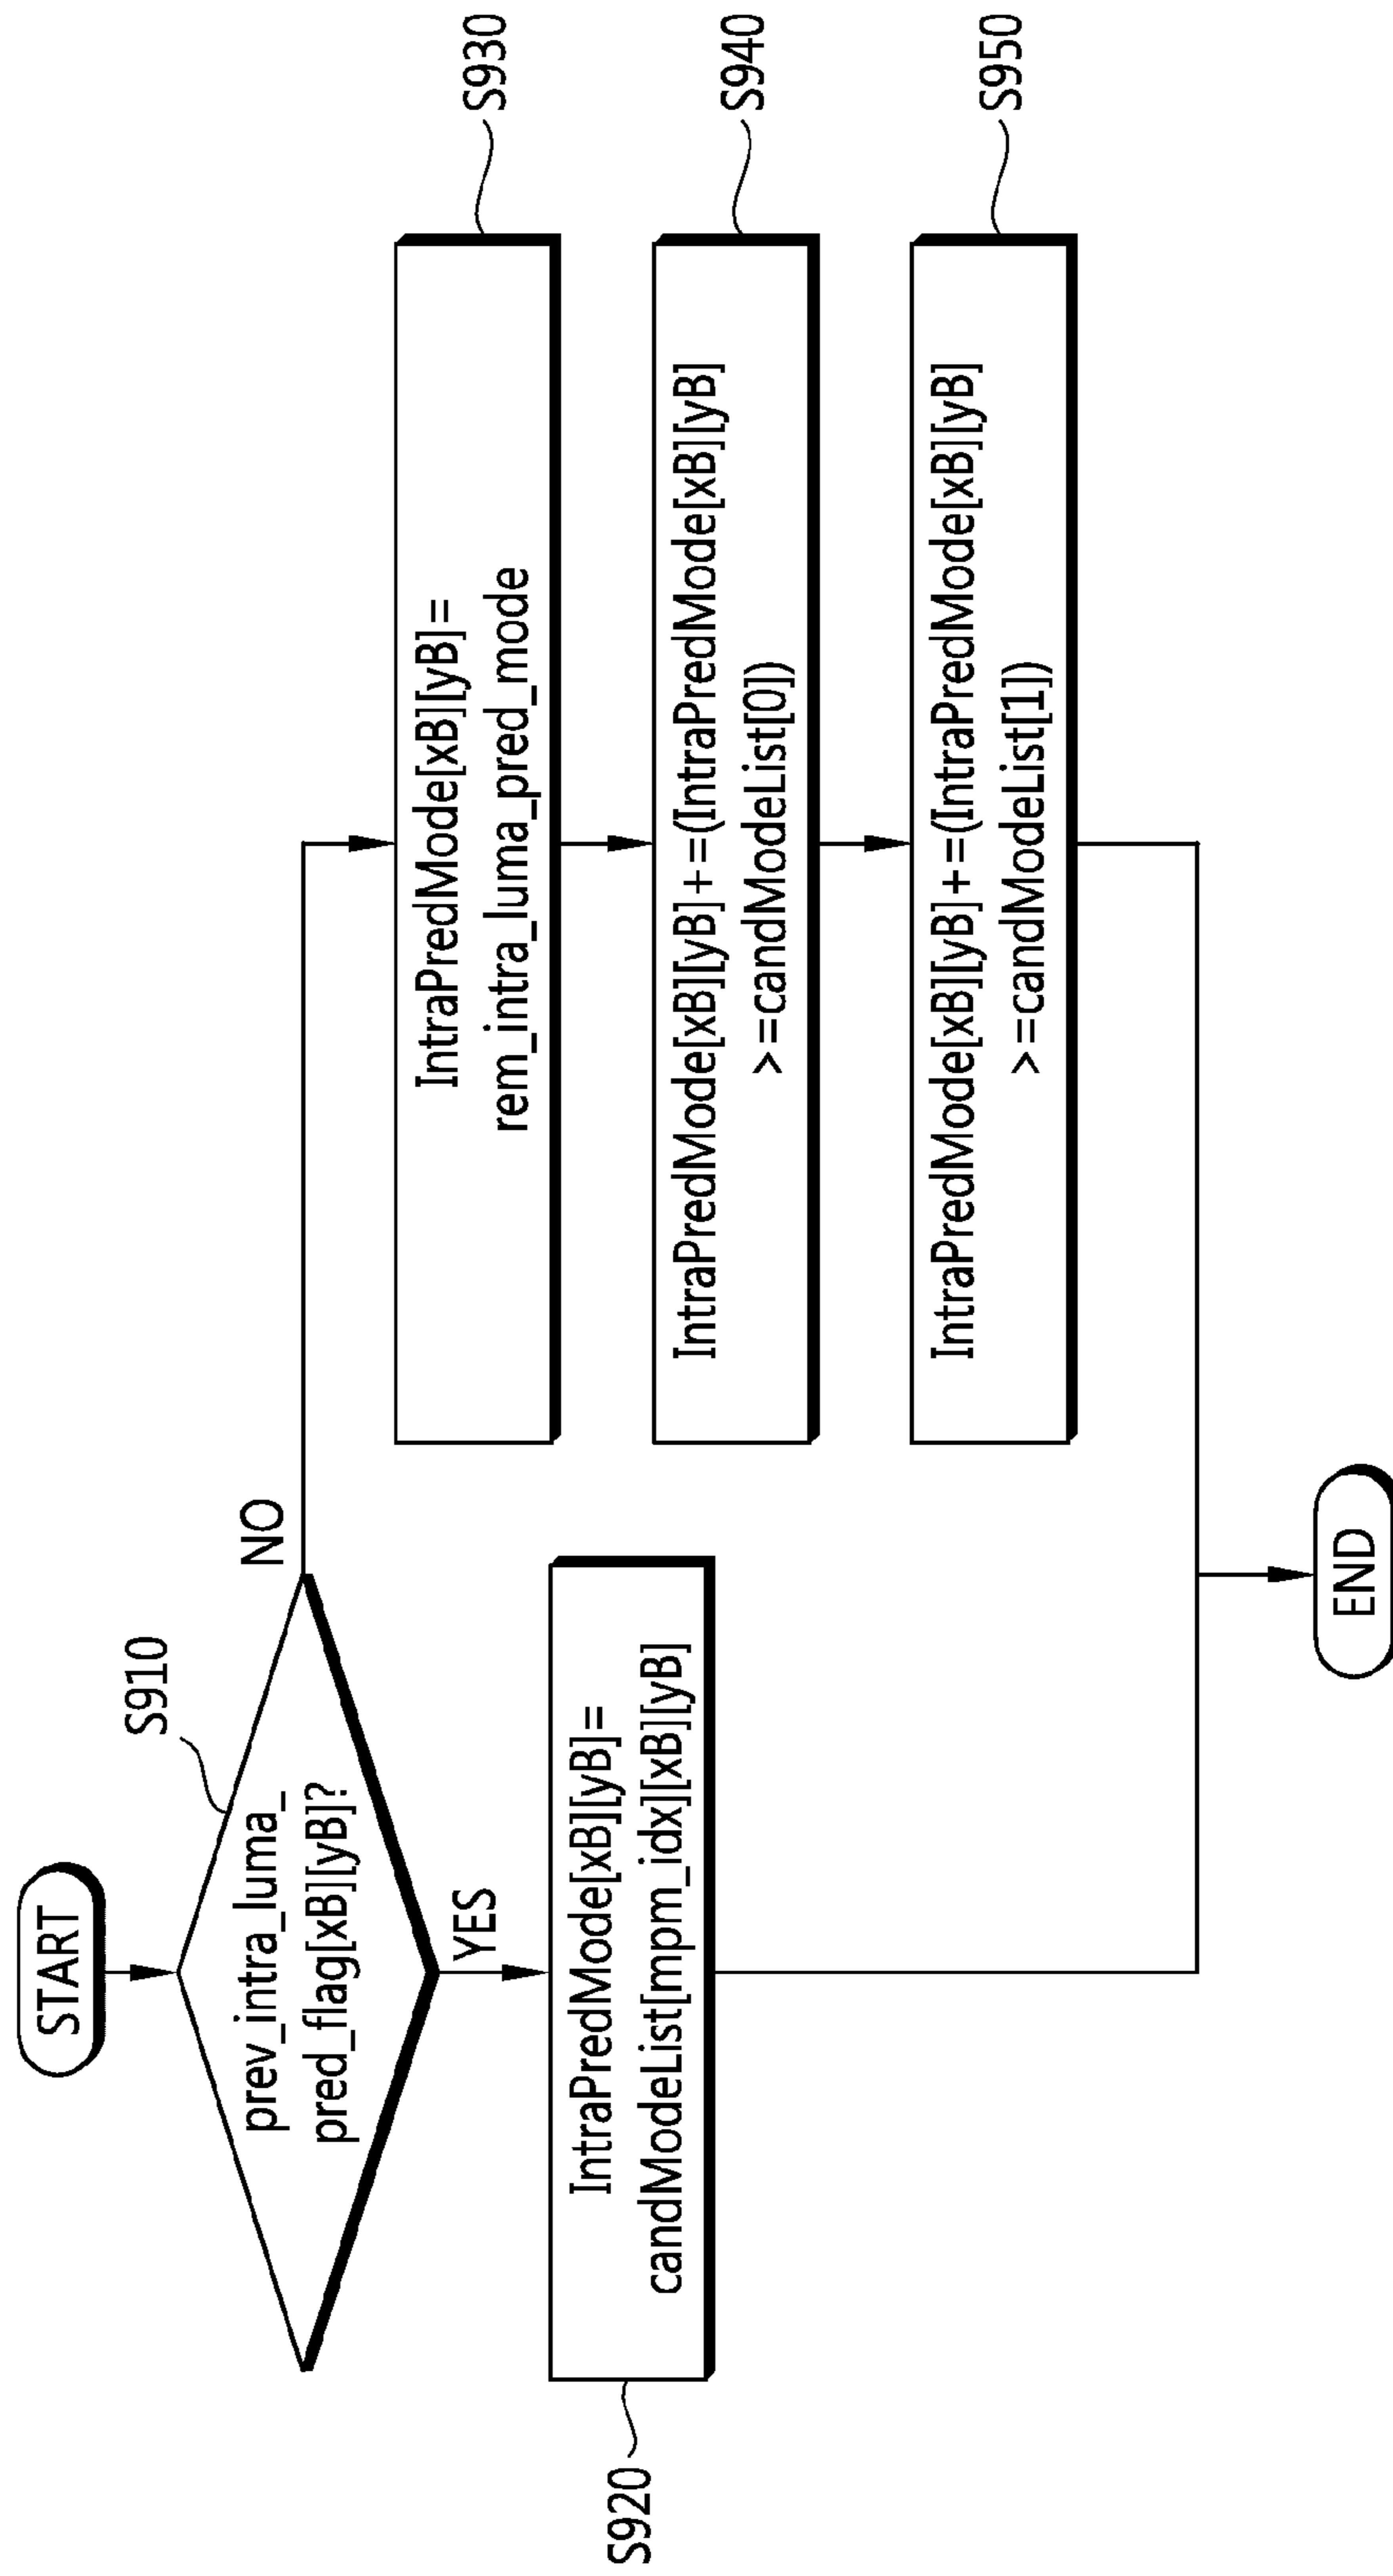 START
S910
prev_intra_luma_
pred_flag[xB][yB]?
NO
YES
S920
IntraPredMode[xB][yB]=
candModeList[mpm_idx][xB][yB]
S930
IntraPredMode[xB][yB]=
rem_intra_luma_pred_mode
S940
IntraPredMode[xB][yB]+=(IntraPredMode[xB][yB]
>=candModeList[0])
S950
IntraPredMode[xB][yB]+=(IntraPredMode[xB][yB]
>=candModeList[1])
END